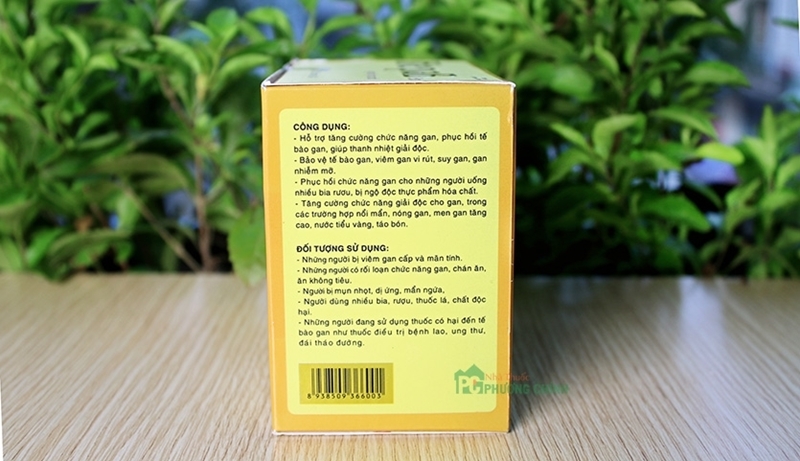 CÔNG DỤNG:
- Hỗ trợ tăng cường chức năng gan, phục hồi tế
bào gan, giúp thanh nhiệt giải độc.
- Bảo vệ tế bào gan, viêm gan vi rút, suy gan, gan
nhiễm mỡ.
- Phục hồi chức năng gan cho những người uống
nhiều bia rượu, bị ngộ độc thực phẩm hóa chất.
- Tăng cường chức năng giải độc cho gan, trong
các trường hợp nổi mẩn, nóng gan, men gan tăng
cao, nước tiểu vàng, táo bón.
ĐỐI TƯỢNG SỬ DỤNG:
- Những người bị viêm gan cấp và mãn tính.
- Những người có rối loạn chức năng gan, chán ăn,
ăn không tiêu.
- Người bị mụn nhọt, dị ứng, mẩn ngứa,
- Người dùng nhiều bia, rượu, thuốc lá, chất độc
hại.
- Những người đang sử dụng thuốc có hại đến tế
bào gan như thuốc điều trị bệnh lao, ung thư,
đái tháo đường.
8 938509 366003
Nhà Thuốc
PHƯƠNG